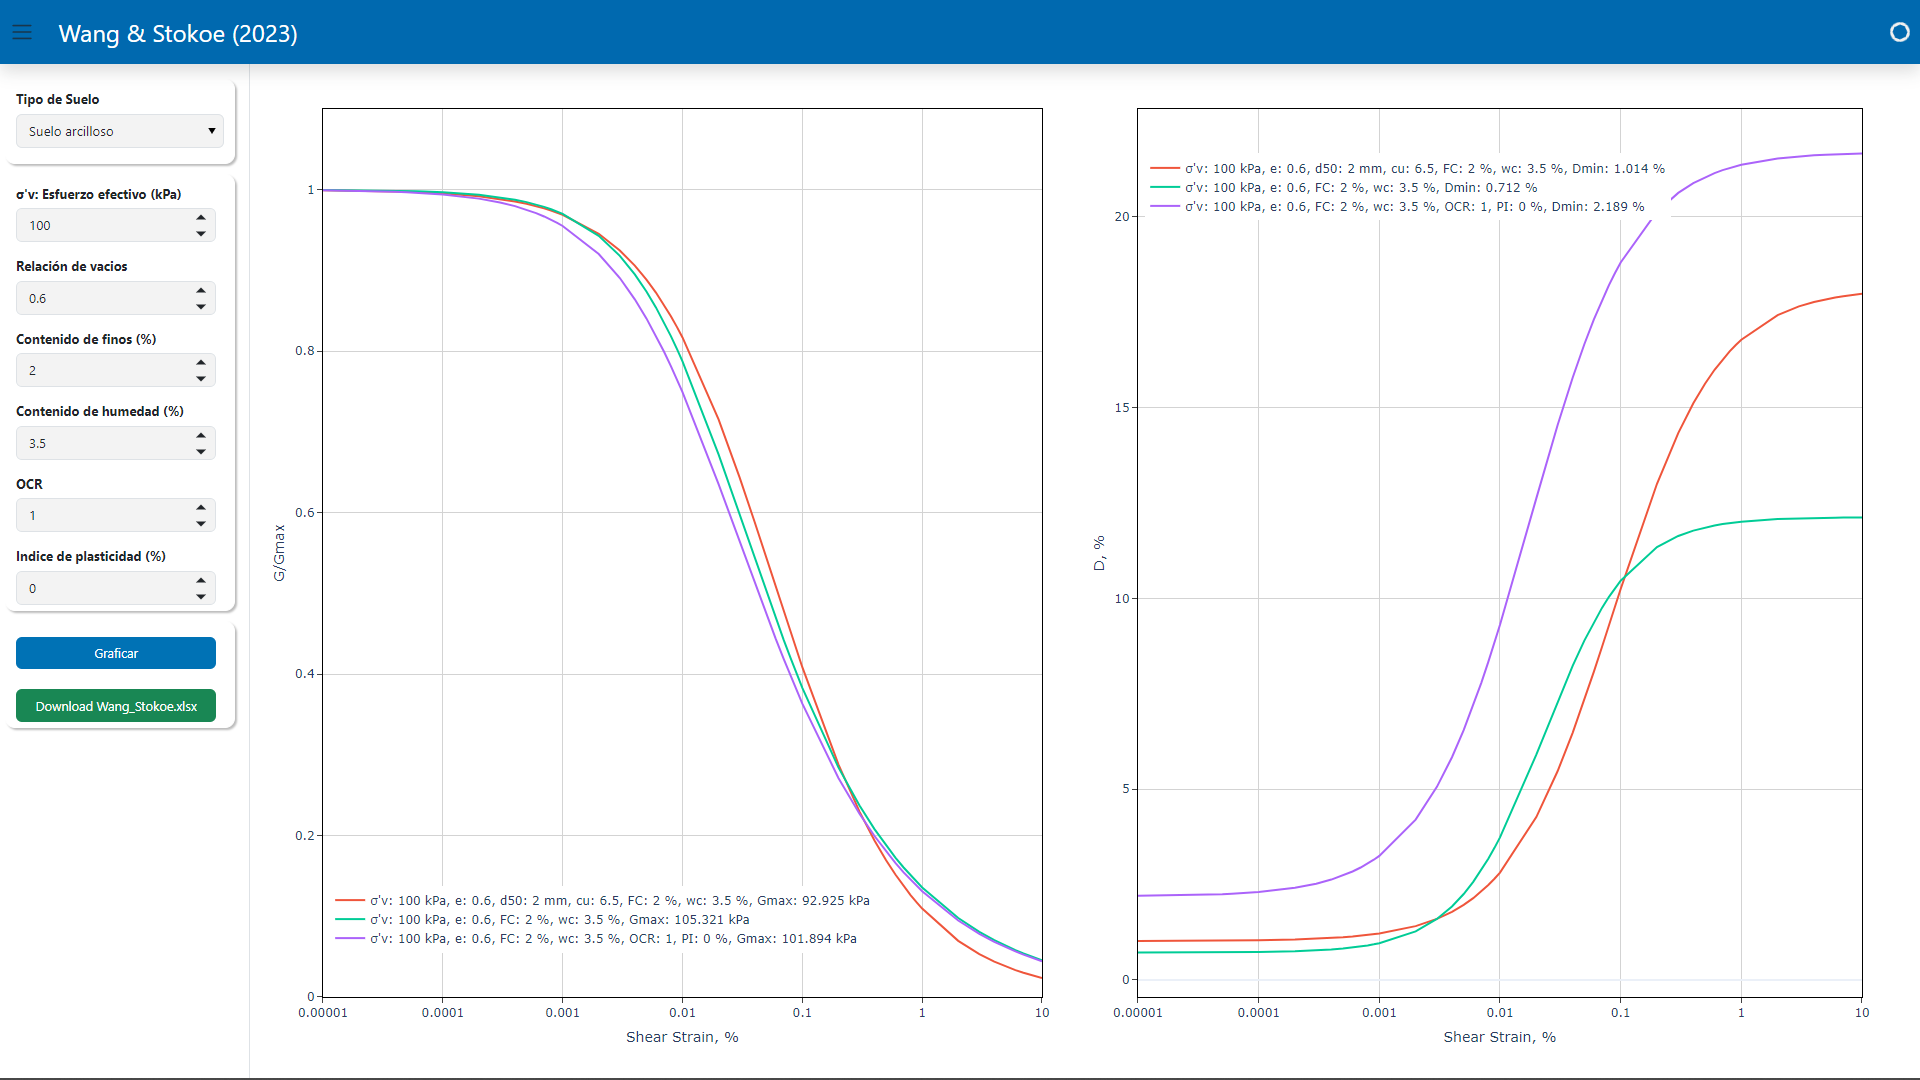 Wang & Stokoe (2023)
Tipo de Suelo
Suelo arcilloso
σ'v: Esfuerzo efectivo (kPa)
100
Relación de vacios
0.6
Contenido de finos (%)
2
Contenido de humedad (%)
3.5
OCR
1
Indice de plasticidad (%)
0
Graficar
Download Wang_Stokoe.xlsx
G/Gmax
1
0.8
0.6
0.4
0.2
0
σ'v: 100 kPa, e: 0.6, d50: 2 mm, cu: 6.5, FC: 2 %, wc: 3.5 %, Gmax: 92.925 kPa
σ'v: 100 kPa, e: 0.6, FC: 2 %, wc: 3.5 %, Gmax: 105.321 kPa
σ'v: 100 kPa, e: 0.6, FC: 2 %, wc: 3.5 %, OCR: 1, PI: 0 %, Gmax: 101.894 kPa
0.00001 0.0001 0.001 0.01 0.1 1 10
Shear Strain, %
D, %
20
15
10
5
0
σ'v: 100 kPa, e: 0.6, d50: 2 mm, cu: 6.5, FC: 2 %, wc: 3.5 %, Dmin: 1.014 %
σ'v: 100 kPa, e: 0.6, FC: 2 %, wc: 3.5 %, Dmin: 0.712 %
σ'v: 100 kPa, e: 0.6, FC: 2 %, wc: 3.5 %, OCR: 1, PI: 0 %, Dmin: 2.189 %
0.00001 0.0001 0.001 0.01 0.1 1 10
Shear Strain, %